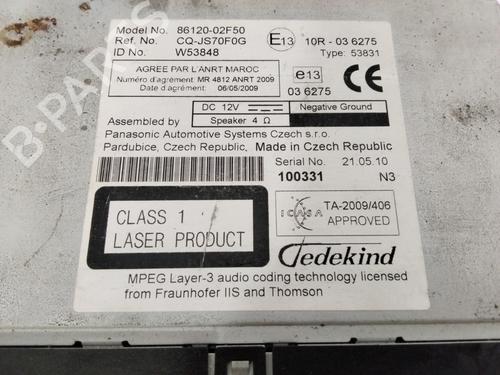 Model No. 86120-02F50
Ref. No. CQ-JS70F0G
ID No W53848
E13 10R - 03 6275
Type: 53831
AGREE PAR L'ANRT MAROC
Numéro d'agrément: MR 4812 ANRT 2009
Date d'agrément: 06/05/2009
e13
03 6275
DC 12V Negative Ground
Speaker 4 Ω
Assembled by
Panasonic Automotive Systems Czech s.r.o.
Pardubice, Czech Republic, Made in Czech Republic
Serial No. 21.05.10
100331 N3
CLASS 1
LASER PRODUCT
ICASA
TA-2009/406
APPROVED
Tedekind
MPEG Layer-3 audio coding technology licensed
from Fraunhofer IIS and Thomson
B-PARTS